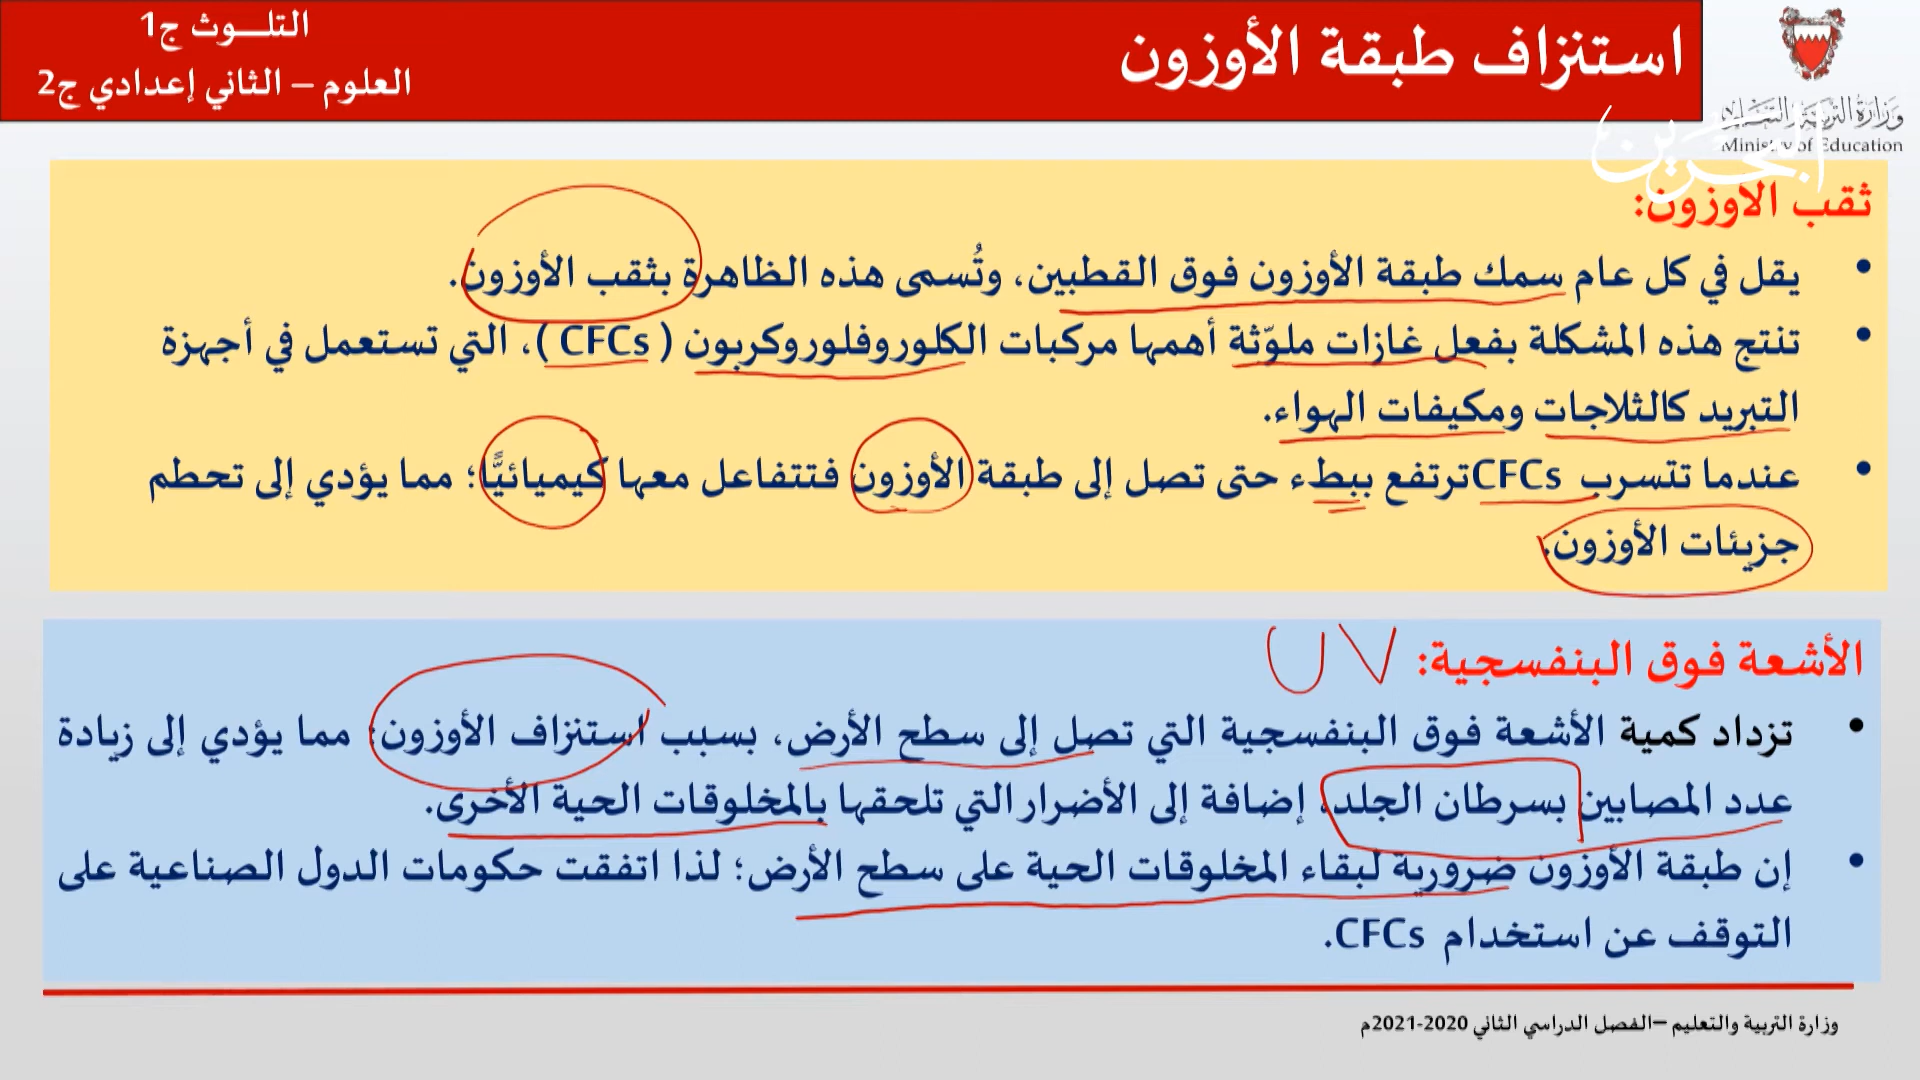 استنزاف طبقة الأوزون
التلـــوث ج1
العلوم – الثاني إعدادي ج2
وزارة التربية والتعليم
Ministry of Education
البحرين
ثقب الأوزون:
• يقل في كل عام سمك طبقة الأوزون فوق القطبين، وتُسمى هذه الظاهرة بثقب الأوزون.
• تنتج هذه المشكلة بفعل غازات ملوّثة أهمها مركبات الكلوروفلوروكربون ( CFCs )، التي تستعمل في أجهزة
التبريد كالثلاجات ومكيفات الهواء.
• عندما تتسرب CFCs ترتفع ببطء حتى تصل إلى طبقة الأوزون فتتفاعل معها كيميائيًّا؛ مما يؤدي إلى تحطم
جزيئات الأوزون.
الأشعة فوق البنفسجية: UV
• تزداد كمية الأشعة فوق البنفسجية التي تصل إلى سطح الأرض، بسبب استنزاف الأوزون؛ مما يؤدي إلى زيادة
عدد المصابين بسرطان الجلد، إضافة إلى الأضرار التي تلحقها بالمخلوقات الحية الأخرى.
• إن طبقة الأوزون ضرورية لبقاء المخلوقات الحية على سطح الأرض؛ لذا اتفقت حكومات الدول الصناعية على
التوقف عن استخدام CFCs.
وزارة التربية والتعليم –الفصل الدراسي الثاني 2020-2021م